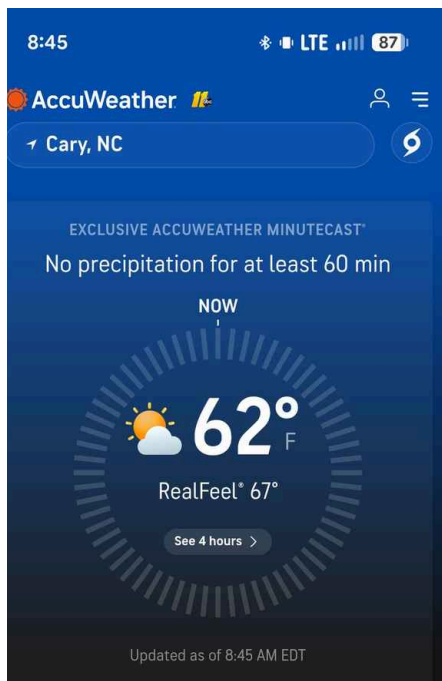 8:45 LTE 87
AccuWeather
Cary, NC
EXCLUSIVE ACCUWEATHER MINUTECAST®
No precipitation for at least 60 min
NOW
62° F
RealFeel® 67°
See 4 hours >
Updated as of 8:45 AM EDT